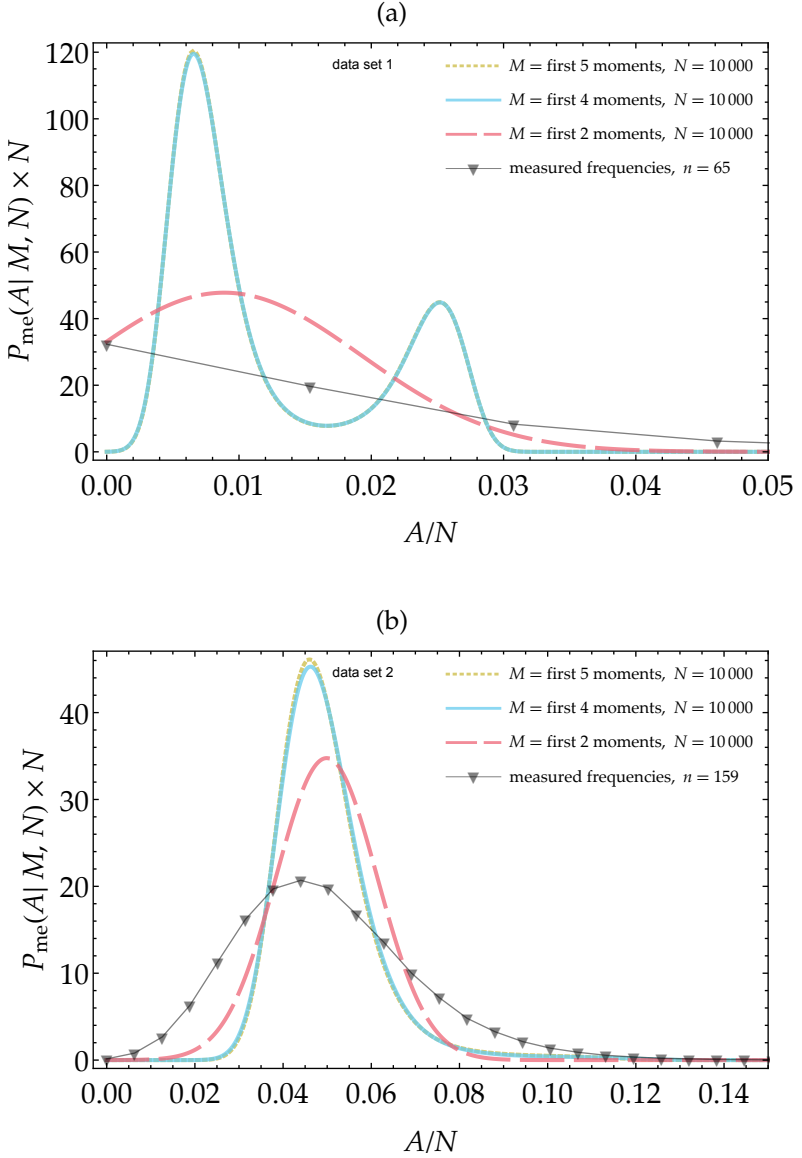 (a)
data set 1
M = first 5 moments, N = 10 000
M = first 4 moments, N = 10 000
M = first 2 moments, N = 10 000
measured frequencies, n = 65
P_me(A| M, N) × N
120
100
80
60
40
20
0
0.00 0.01 0.02 0.03 0.04 0.05
A/N
(b)
data set 2
M = first 5 moments, N = 10 000
M = first 4 moments, N = 10 000
M = first 2 moments, N = 10 000
measured frequencies, n = 159
P_me(A| M, N) × N
40
30
20
10
0
0.00 0.02 0.04 0.06 0.08 0.10 0.12 0.14
A/N